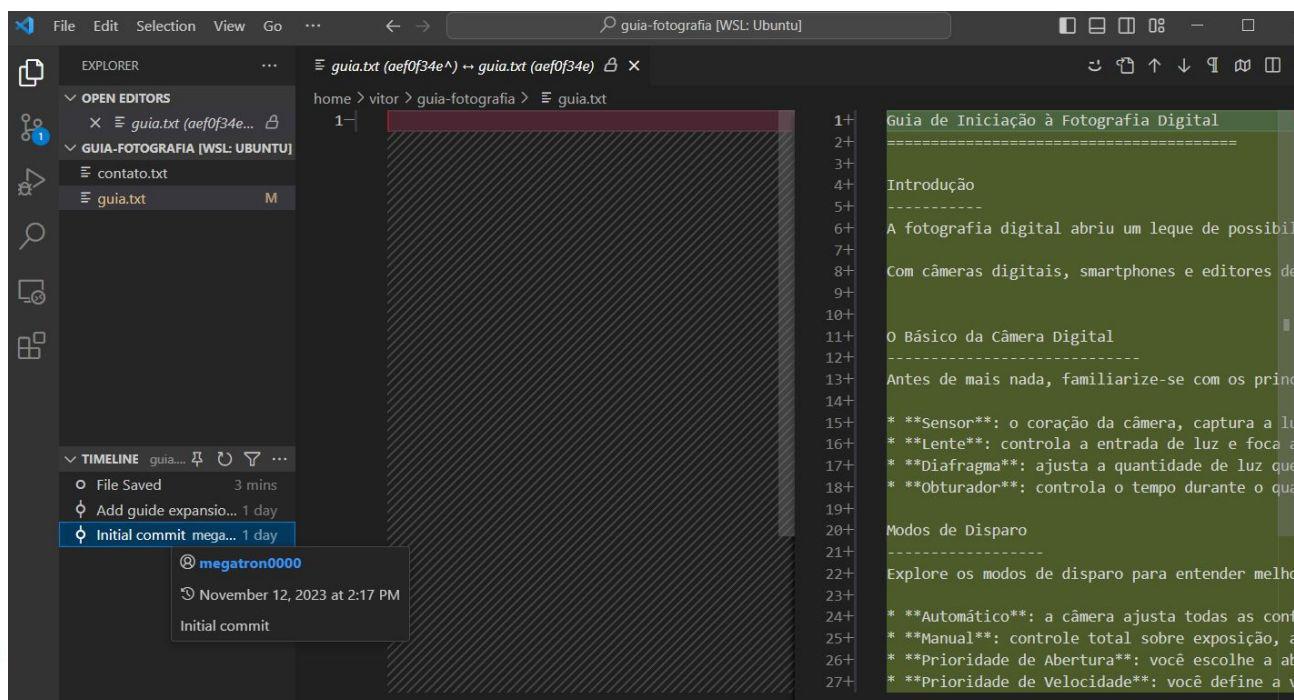 File Edit Selection View Go ··· guia-fotografia [WSL: Ubuntu]
EXPLORER ···
OPEN EDITORS
guia.txt (aef0f34e...
GUIA-FOTOGRAFIA [WSL: UBUNTU]
contato.txt
guia.txt M
TIMELINE guia.... ···
File Saved 3 mins
Add guide expansio... 1 day
Initial commit mega... 1 day
megatron0000
November 12, 2023 at 2:17 PM
Initial commit
1
guia.txt (aef0f34e^) ↔ guia.txt (aef0f34e)
home > vitor > guia-fotografia > guia.txt
1-
1+ Guia de Iniciação à Fotografia Digital
2+ ========================================
3+
4+ Introdução
5+ -----------
6+ A fotografia digital abriu um leque de possibil
7+
8+ Com câmeras digitais, smartphones e editores de
9+
10+
11+ O Básico da Câmera Digital
12+ -----------------------------
13+ Antes de mais nada, familiarize-se com os princ
14+
15+ * **Sensor**: o coração da câmera, captura a lu
16+ * **Lente**: controla a entrada de luz e foca a
17+ * **Diafragma**: ajusta a quantidade de luz que
18+ * **Obturador**: controla o tempo durante o qua
19+
20+ Modos de Disparo
21+ ------------------
22+ Explore os modos de disparo para entender melho
23+
24+ * **Automático**: a câmera ajusta todas as conf
25+ * **Manual**: controle total sobre exposição, a
26+ * **Prioridade de Abertura**: você escolhe a ab
27+ * **Prioridade de Velocidade**: você define a v